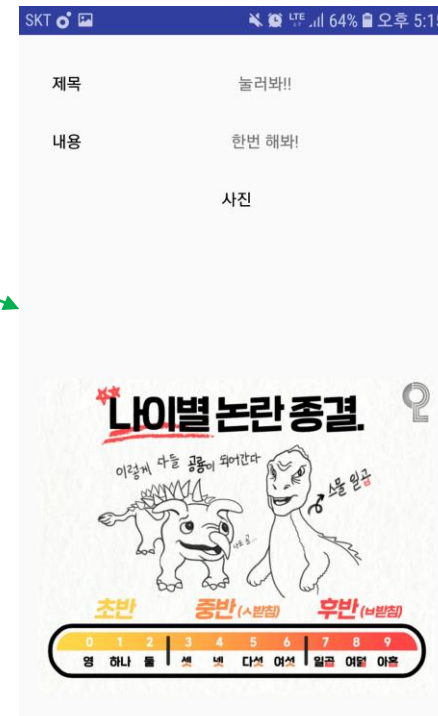 SKT LTE 64% 오후 5:15
제목 눌러봐!!
내용 한번 해봐!
사진
나이별 논란 종결.
이렇게 다들 공룡이 되어간다
스물 일곱
초반 중반 (ㅅ받침) 후반 (ㅂ받침)
0 1 2 3 4 5 6 7 8 9
영 하나 둘 셋 넷 다섯 여섯 일곱 여덟 아홉